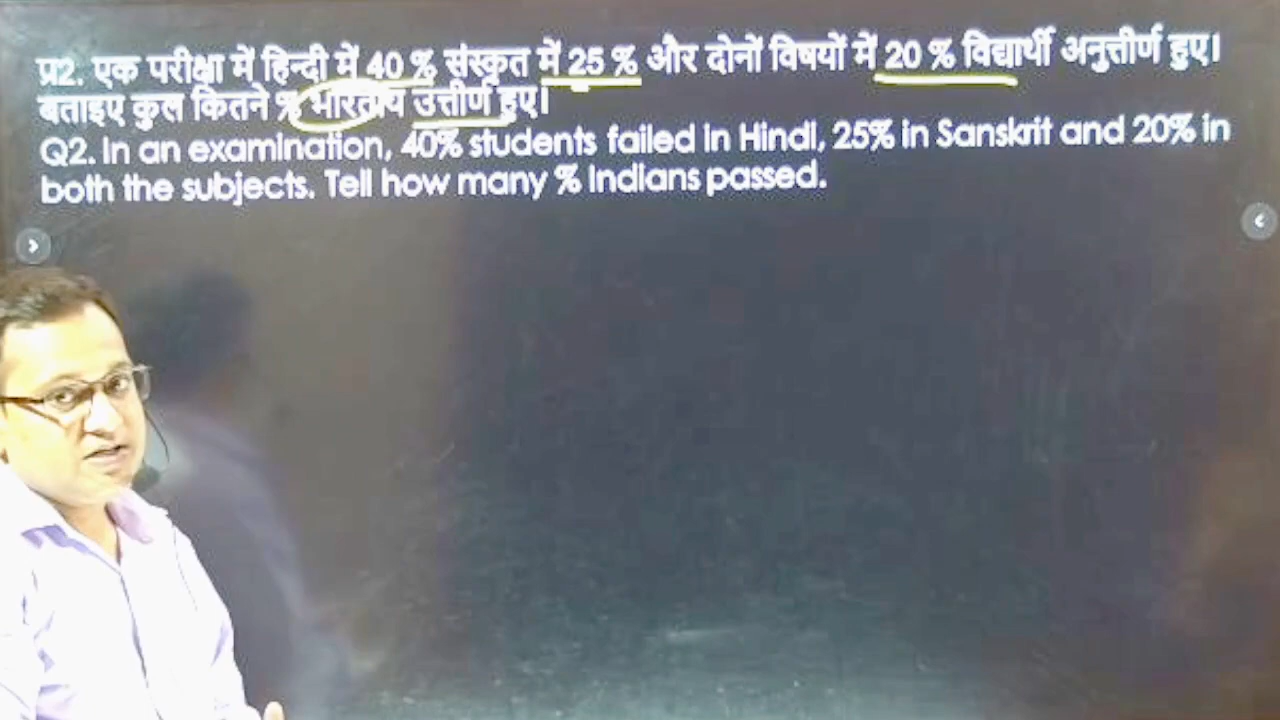 प्र2. एक परीक्षा में हिन्दी में 40 % संस्कृत में 25 % और दोनों विषयों में 20 % विद्यार्थी अनुत्तीर्ण हुए।
बताइए कुल कितने % भारतीय उत्तीर्ण हुए।
Q2. In an examination, 40% students failed in Hindi, 25% in Sanskrit and 20% in
both the subjects. Tell how many % Indians passed.